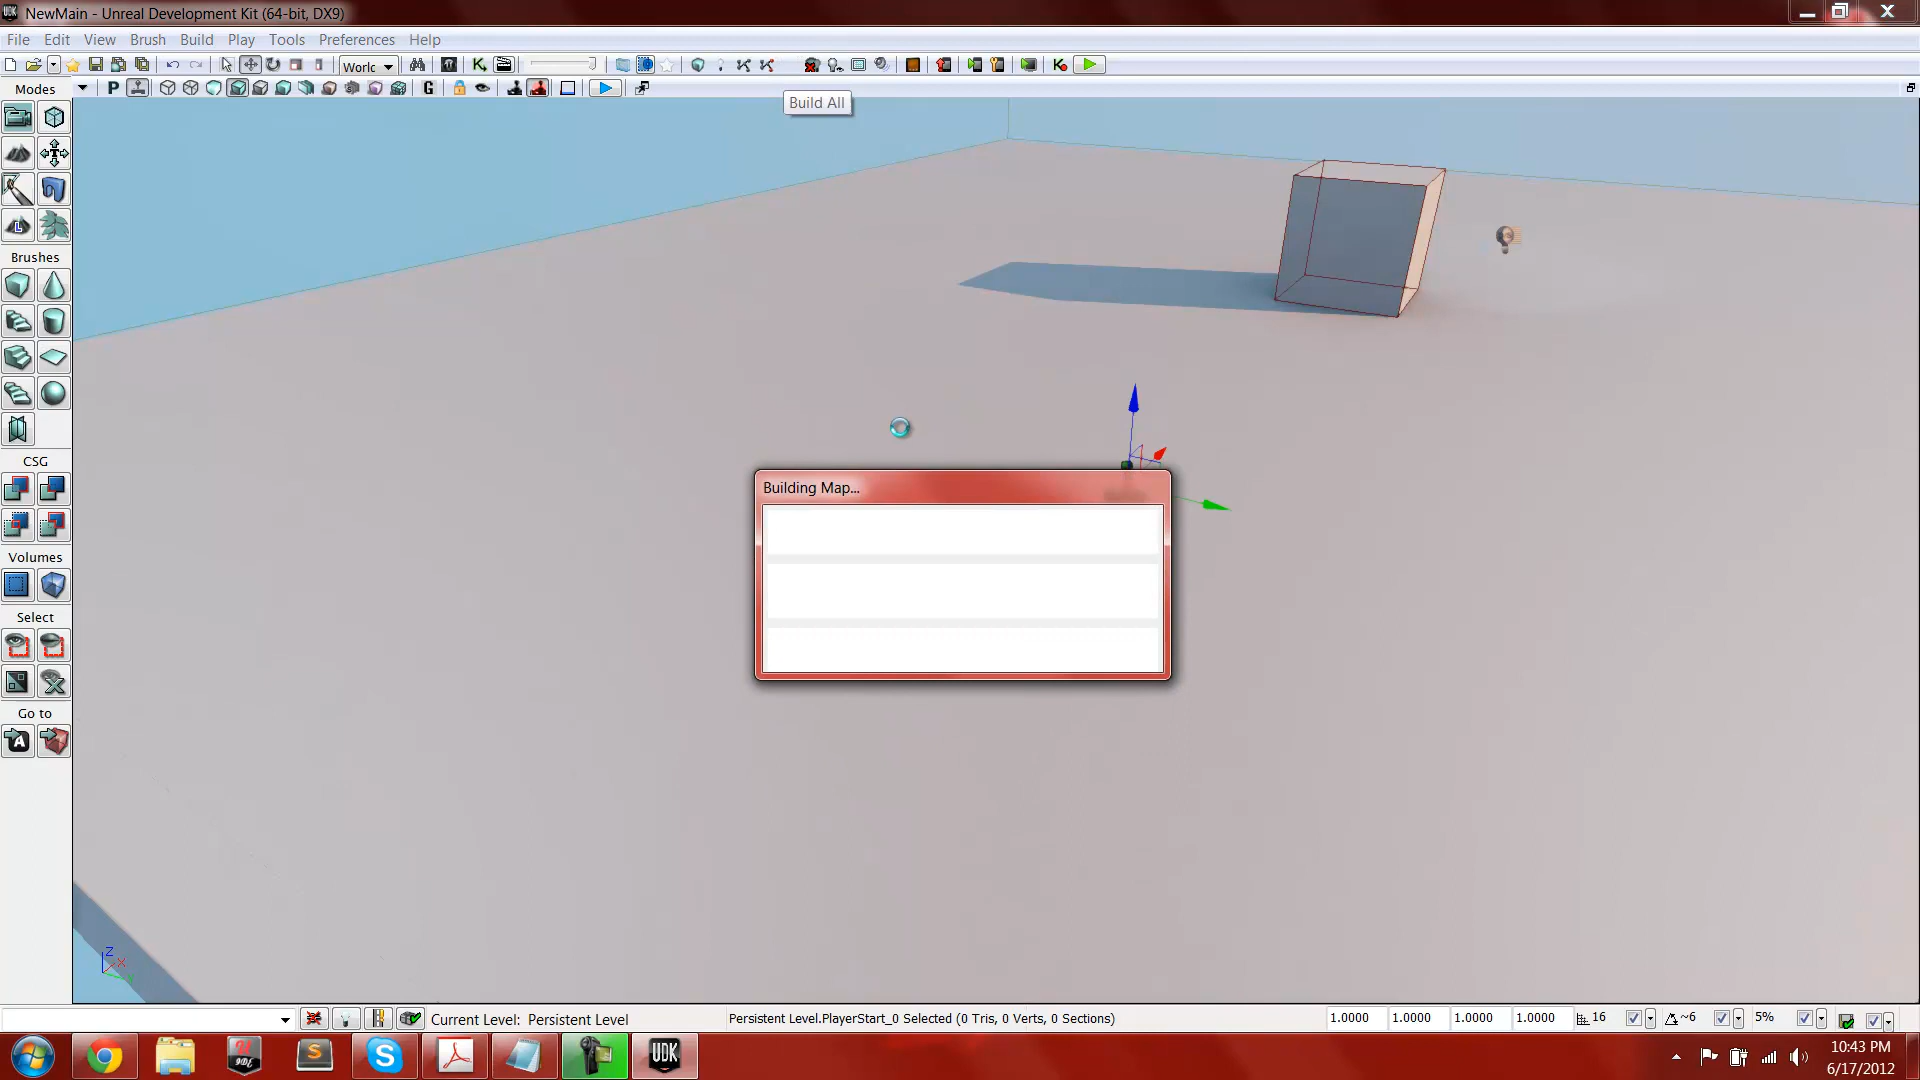 NewMain - Unreal Development Kit (64-bit, DX9)
File Edit View Brush Build Play Tools Preferences Help
Worlc
Modes
P
G
Build All
L
Brushes
CSG
Building Map...
Volumes
Select
Go to
A
Z
X
Current Level: Persistent Level
Persistent Level.PlayerStart_0 Selected (0 Tris, 0 Verts, 0 Sections)
1.0000 1.0000 1.0000 1.0000 16 ~6 5%
UDK
10:43 PM
6/17/2012